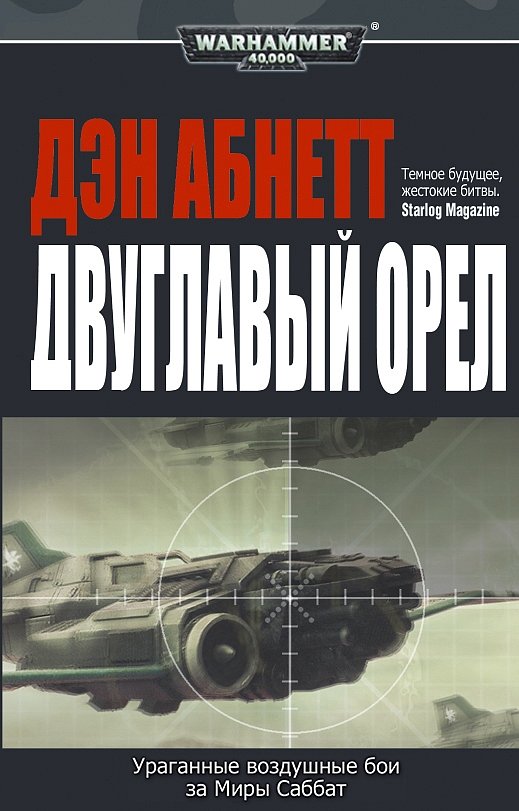 WARHAMMER®
40,000
ДЭН АБНЕТТ
Темное будущее,
жестокие битвы.
Starlog Magazine
ДВУГЛАВЫЙ ОРЕЛ
Ураганные воздушные бои
за Миры Саббат